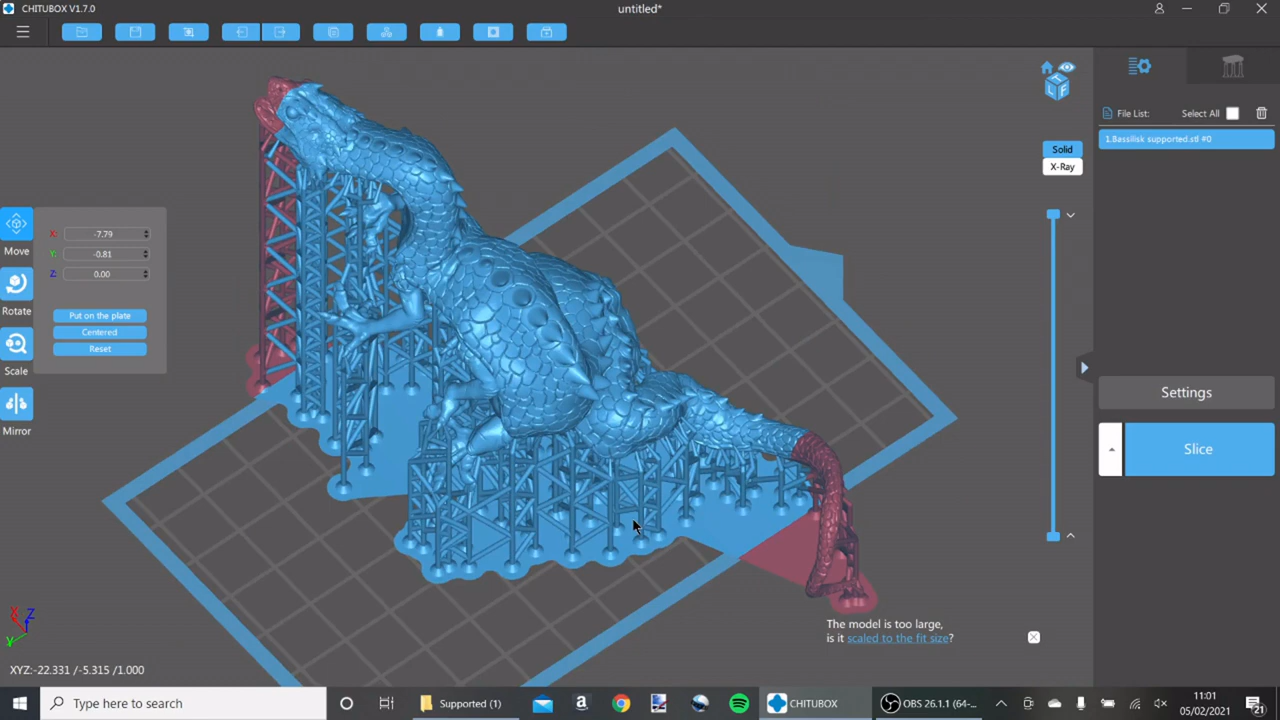 CHITUBOX V1.7.0
untitled*
File List:
Select All
1.Bassilisk supported.stl #0
Solid
X-Ray
T
L F
X: -7.79
Y: -0.81
Z: 0.00
Move
Put on the plate
Centered
Reset
Rotate
Scale
Mirror
Settings
Slice
The model is too large,
is it scaled to the fit size?
X Z
Y
XYZ:-22.331 /-5.315 /1.000
Type here to search
Supported (1)
CHITUBOX
OBS 26.1.1 (64-...
11:01
05/02/2021
21